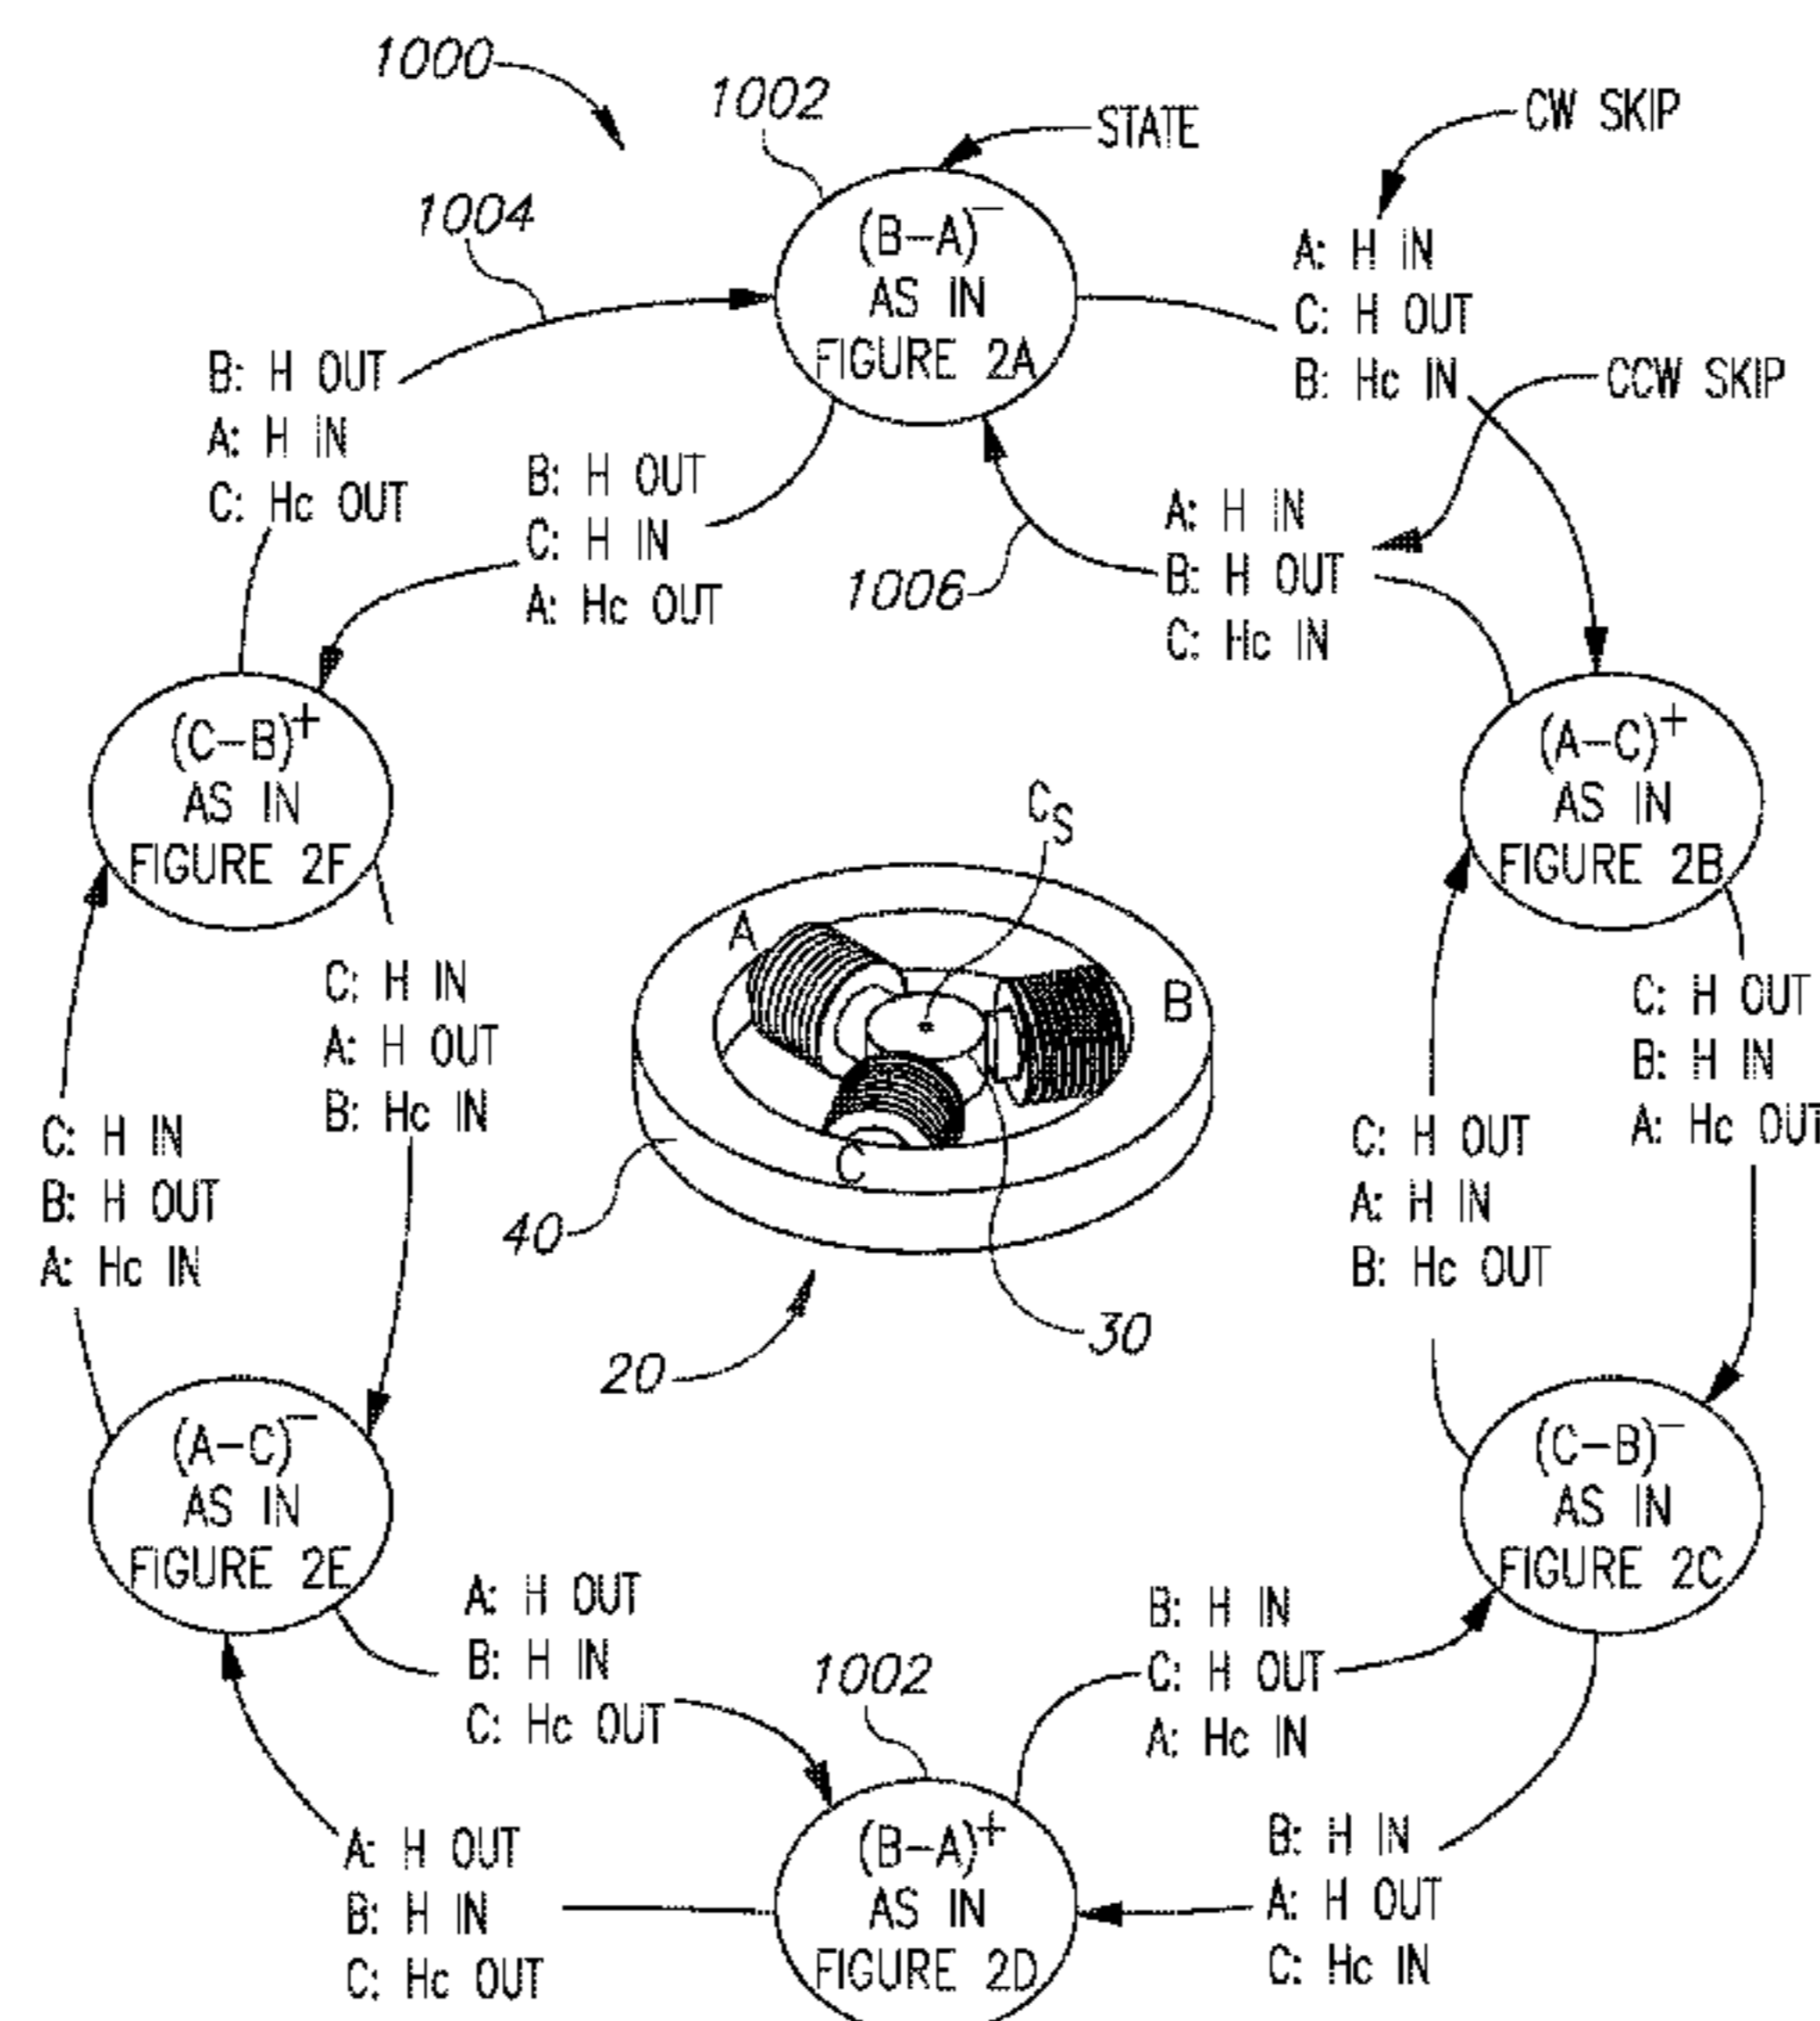 1000
1002
STATE
CW SKIP
1004
(B-A)⁻
AS IN
FIGURE 2A
A: H IN
C: H OUT
B: Hc IN
CCW SKIP
B: H OUT
A: H IN
C: Hc OUT
B: H OUT
C: H IN
A: Hc OUT
1006
A: H IN
B: H OUT
C: Hc IN
(C-B)⁺
AS IN
FIGURE 2F
(A-C)⁺
AS IN
FIGURE 2B
CS
A
B
C
C: H IN
A: H OUT
B: Hc IN
C: H OUT
B: H IN
A: Hc OUT
C: H IN
B: H OUT
A: Hc IN
C: H OUT
A: H IN
B: Hc OUT
40
30
20
(A-C)⁻
AS IN
FIGURE 2E
(C-B)⁻
AS IN
FIGURE 2C
A: H OUT
B: H IN
C: Hc OUT
1002
B: H IN
C: H OUT
A: Hc IN
A: H OUT
B: H IN
C: Hc OUT
(B-A)⁺
AS IN
FIGURE 2D
B: H IN
A: H OUT
C: Hc IN